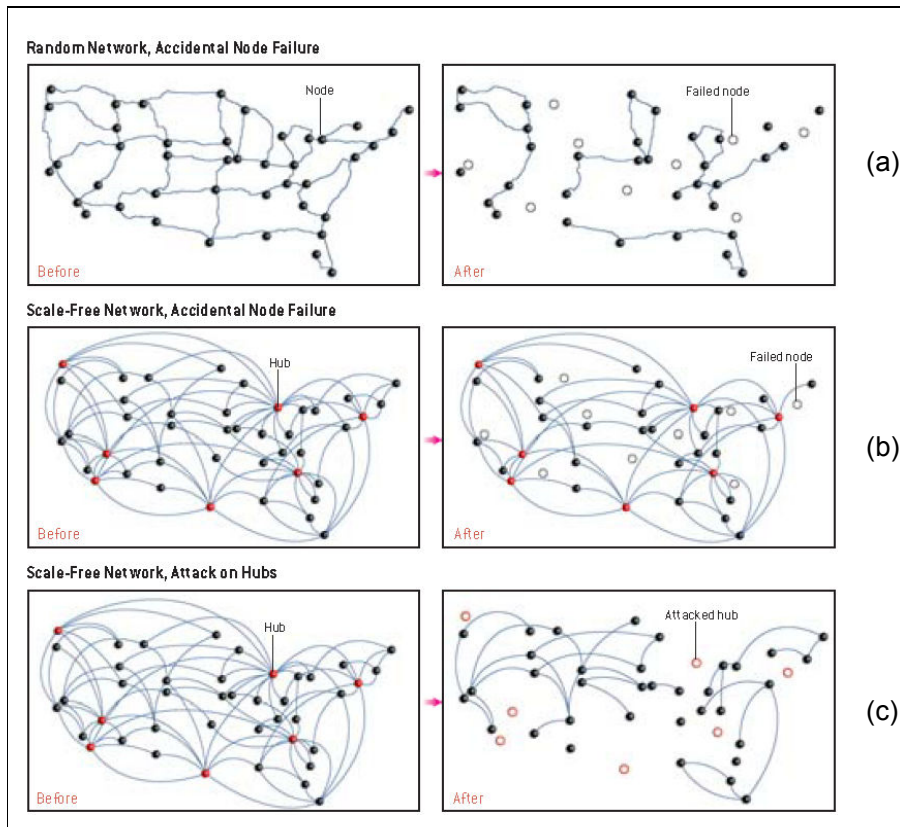 Random Network, Accidental Node Failure
Node
Failed node
(a)
Before
After
Scale-Free Network, Accidental Node Failure
Hub
Failed node
(b)
Before
After
Scale-Free Network, Attack on Hubs
Hub
Attacked hub
(c)
Before
After